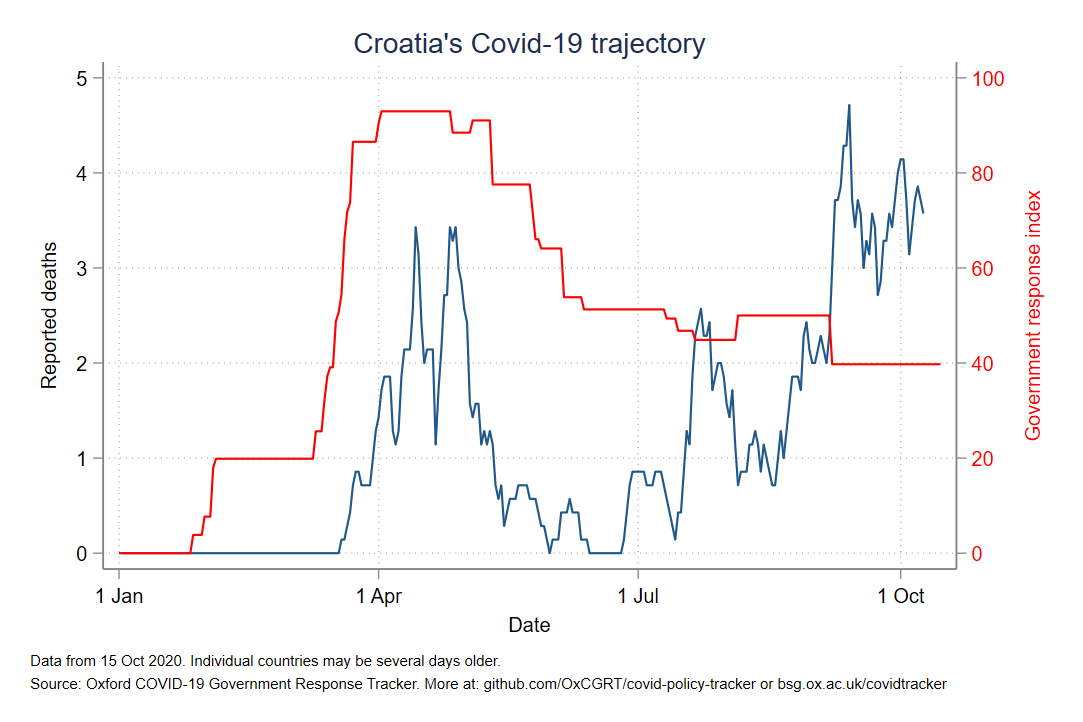 Croatia's Covid-19 trajectory
5
4
3
2
1
0
Reported deaths
100
80
60
40
20
0
Government response index
1 Jan
1 Apr
1 Jul
1 Oct
Date
Data from 15 Oct 2020. Individual countries may be several days older.
Source: Oxford COVID-19 Government Response Tracker. More at: github.com/OxCGRT/covid-policy-tracker or bsg.ox.ac.uk/covidtracker